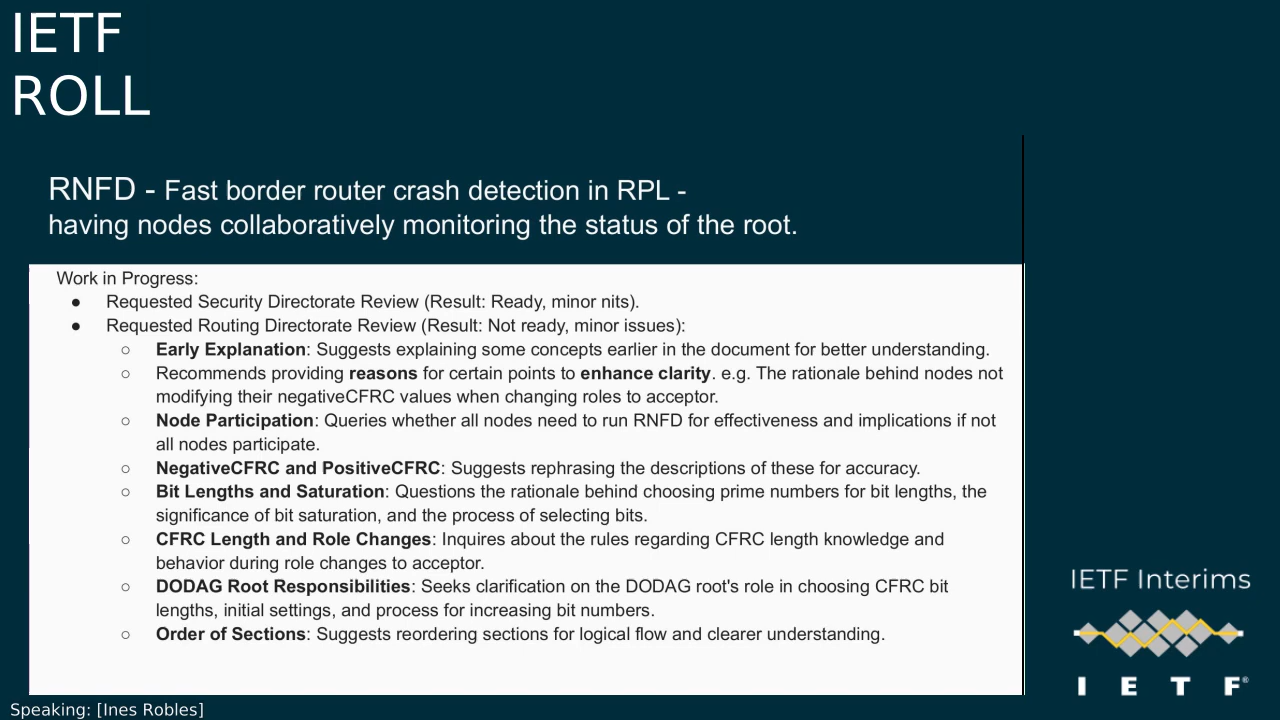 IETF
ROLL
RNFD - Fast border router crash detection in RPL -
having nodes collaboratively monitoring the status of the root.
Work in Progress:
● Requested Security Directorate Review (Result: Ready, minor nits).
● Requested Routing Directorate Review (Result: Not ready, minor issues):
○ Early Explanation: Suggests explaining some concepts earlier in the document for better understanding.
○ Recommends providing reasons for certain points to enhance clarity. e.g. The rationale behind nodes not
modifying their negativeCFRC values when changing roles to acceptor.
○ Node Participation: Queries whether all nodes need to run RNFD for effectiveness and implications if not
all nodes participate.
○ NegativeCFRC and PositiveCFRC: Suggests rephrasing the descriptions of these for accuracy.
○ Bit Lengths and Saturation: Questions the rationale behind choosing prime numbers for bit lengths, the
significance of bit saturation, and the process of selecting bits.
○ CFRC Length and Role Changes: Inquires about the rules regarding CFRC length knowledge and
behavior during role changes to acceptor.
○ DODAG Root Responsibilities: Seeks clarification on the DODAG root's role in choosing CFRC bit
lengths, initial settings, and process for increasing bit numbers.
○ Order of Sections: Suggests reordering sections for logical flow and clearer understanding.
IETF Interims
I E T F®
Speaking: [Ines Robles]